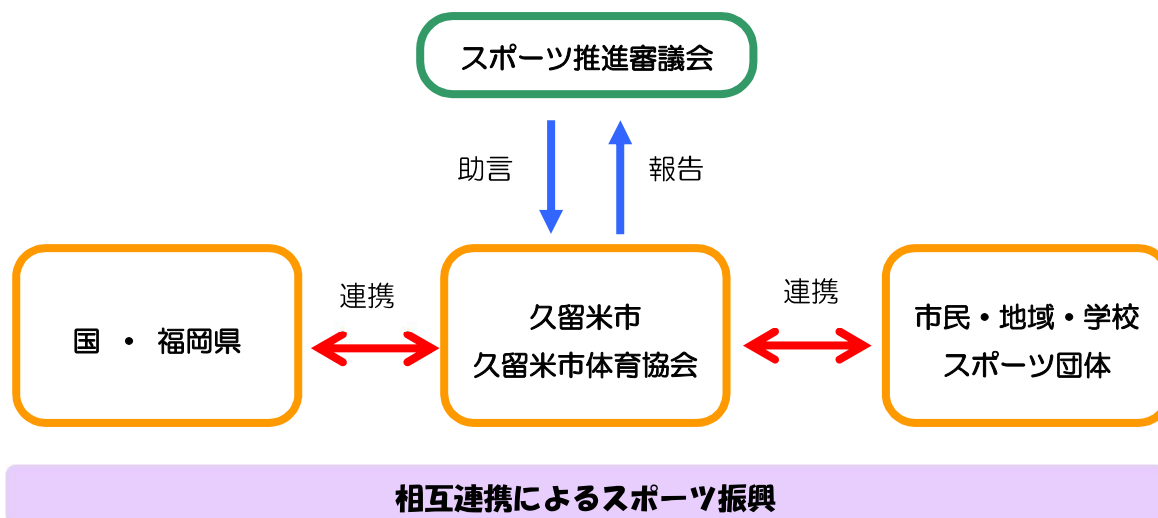 スポーツ推進審議会
助言
報告
国 ・ 福岡県
連携
久留米市
久留米市体育協会
連携
市民・地域・学校
スポーツ団体
相互連携によるスポーツ振興